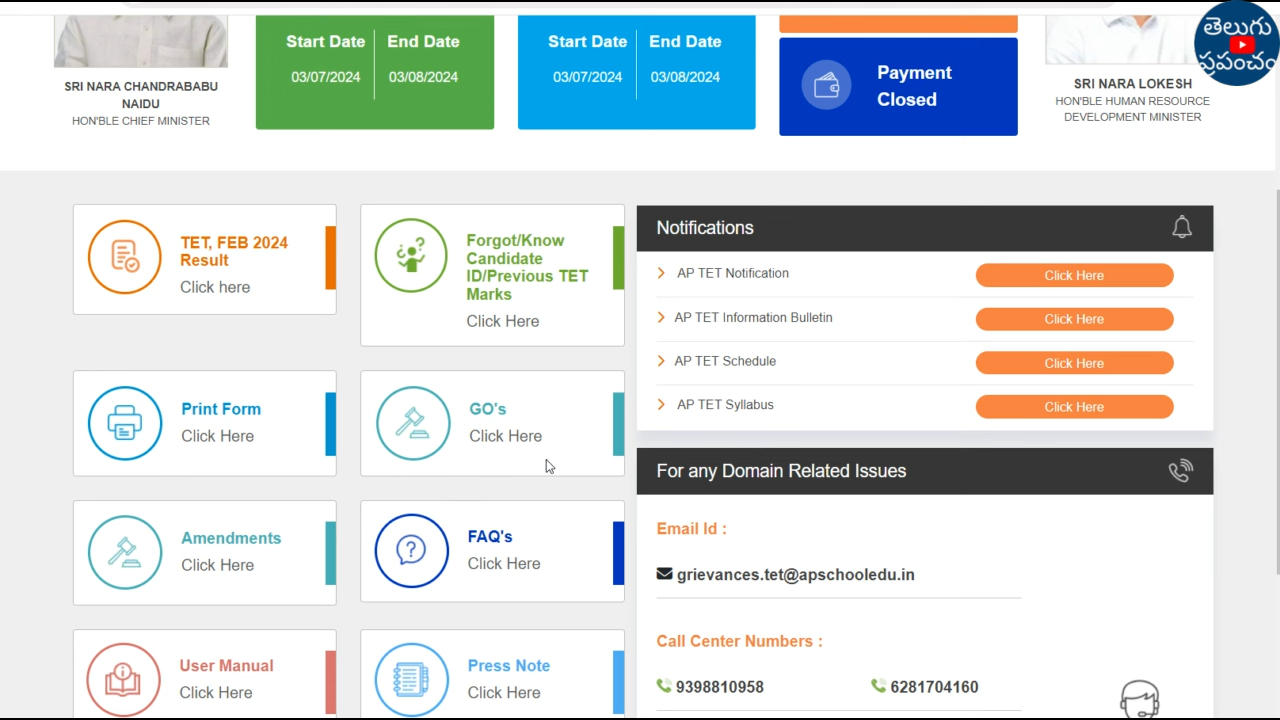 తెలుగు
ప్రపంచం
Start Date
End Date
03/07/2024
03/08/2024
Start Date
End Date
03/07/2024
03/08/2024
Payment
Closed
SRI NARA CHANDRABABU
NAIDU
HON'BLE CHIEF MINISTER
SRI NARA LOKESH
HON'BLE HUMAN RESOURCE
DEVELOPMENT MINISTER
TET, FEB 2024
Result
Click here
Forgot/Know
Candidate
ID/Previous TET
Marks
Click Here
Print Form
Click Here
GO's
Click Here
Amendments
Click Here
FAQ's
Click Here
User Manual
Click Here
Press Note
Click Here
Notifications
AP TET Notification
Click Here
AP TET Information Bulletin
Click Here
AP TET Schedule
Click Here
AP TET Syllabus
Click Here
For any Domain Related Issues
Email Id :
grievances.tet@apschooledu.in
Call Center Numbers :
9398810958
6281704160